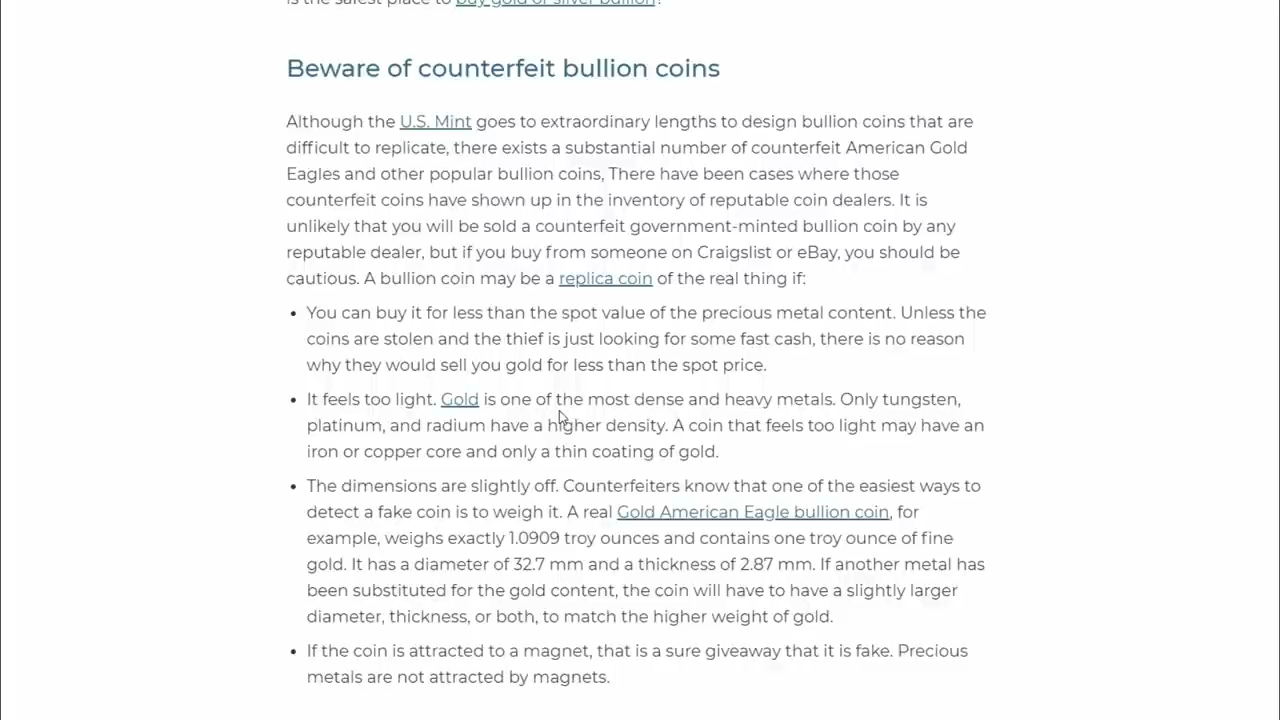 is the safest place to buy gold or silver bullion?
Beware of counterfeit bullion coins
Although the U.S. Mint goes to extraordinary lengths to design bullion coins that are
difficult to replicate, there exists a substantial number of counterfeit American Gold
Eagles and other popular bullion coins, There have been cases where those
counterfeit coins have shown up in the inventory of reputable coin dealers. It is
unlikely that you will be sold a counterfeit government-minted bullion coin by any
reputable dealer, but if you buy from someone on Craigslist or eBay, you should be
cautious. A bullion coin may be a replica coin of the real thing if:
• You can buy it for less than the spot value of the precious metal content. Unless the
coins are stolen and the thief is just looking for some fast cash, there is no reason
why they would sell you gold for less than the spot price.
• It feels too light. Gold is one of the most dense and heavy metals. Only tungsten,
platinum, and radium have a higher density. A coin that feels too light may have an
iron or copper core and only a thin coating of gold.
• The dimensions are slightly off. Counterfeiters know that one of the easiest ways to
detect a fake coin is to weigh it. A real Gold American Eagle bullion coin, for
example, weighs exactly 1.0909 troy ounces and contains one troy ounce of fine
gold. It has a diameter of 32.7 mm and a thickness of 2.87 mm. If another metal has
been substituted for the gold content, the coin will have to have a slightly larger
diameter, thickness, or both, to match the higher weight of gold.
• If the coin is attracted to a magnet, that is a sure giveaway that it is fake. Precious
metals are not attracted by magnets.